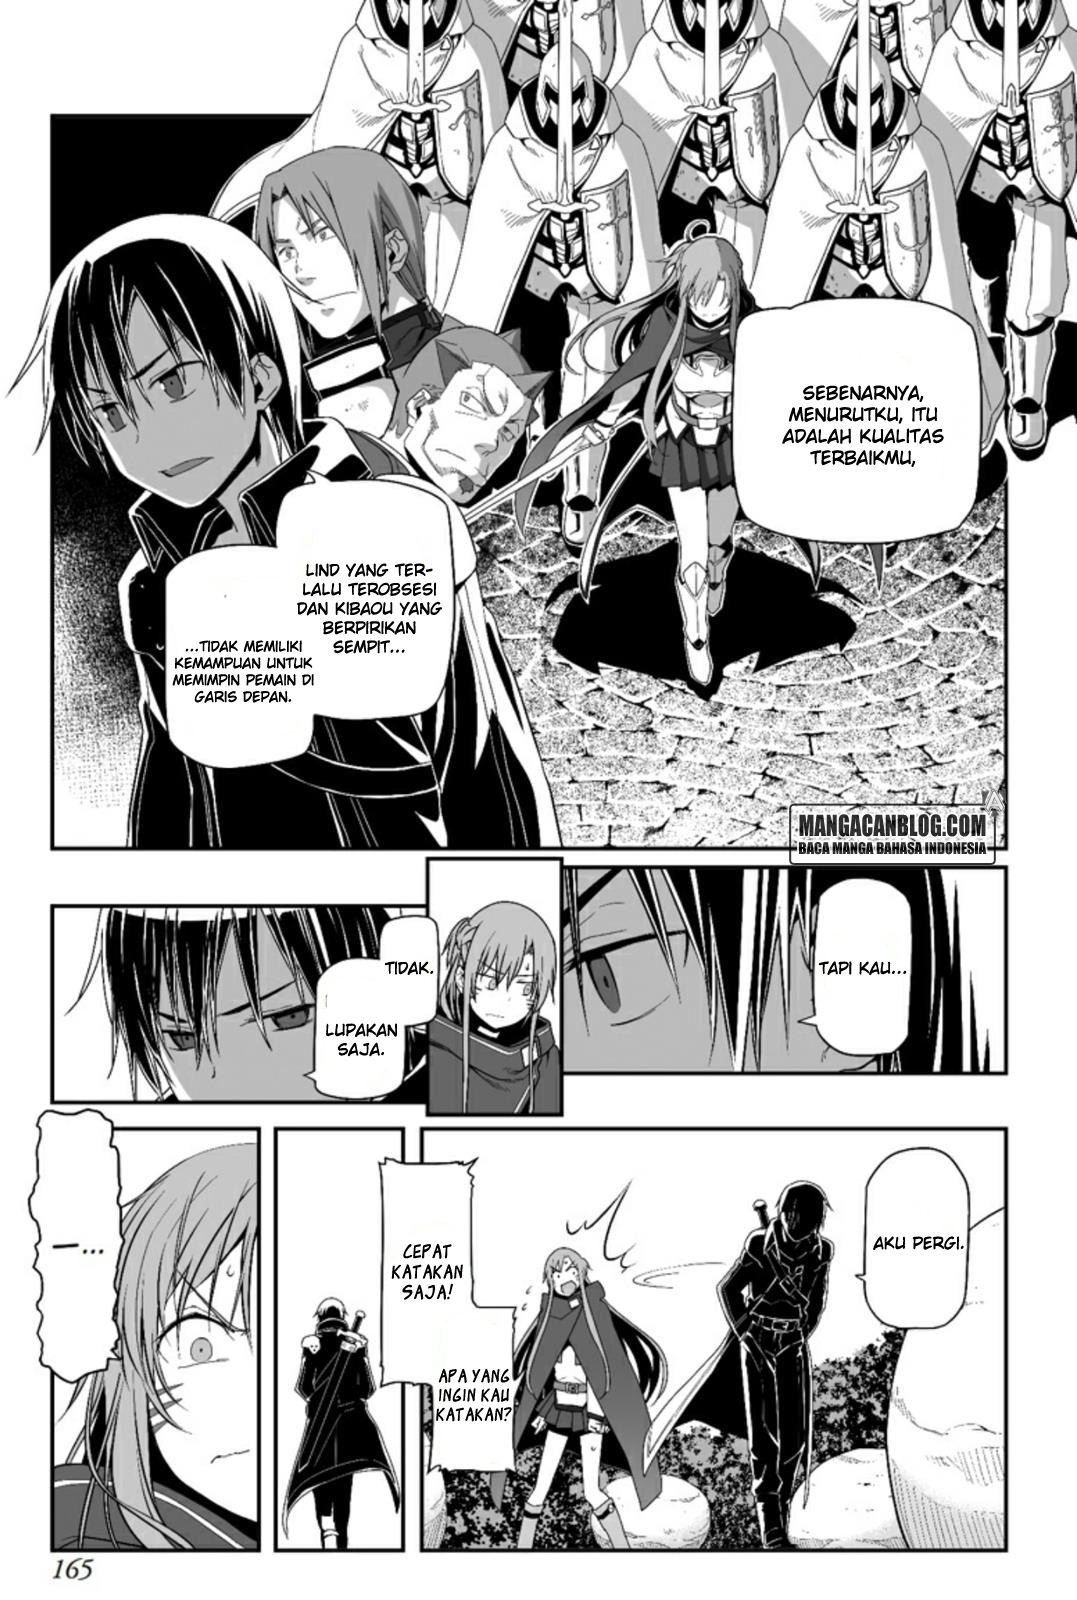 SEBENARNYA,
MENURUTKU, ITU
ADALAH KUALITAS
TERBAIKMU,
LIND YANG TER-
LALU TEROBSESI
DAN KIBAOU YANG
BERPIRIKAN
SEMPIT...
...TIDAK MEMILIKI
KEMAMPUAN UNTUK
MEMIMPIN PEMAIN DI
GARIS DEPAN.
MANGACANBLOG.COM
BACA MANGA BAHASA INDONESIA
TAPI KAU...
TIDAK.
LUPAKAN
SAJA.
AKU PERGI.
CEPAT
KATAKAN
SAJA!
APA YANG
INGIN KAU
KATAKAN?
—...
165